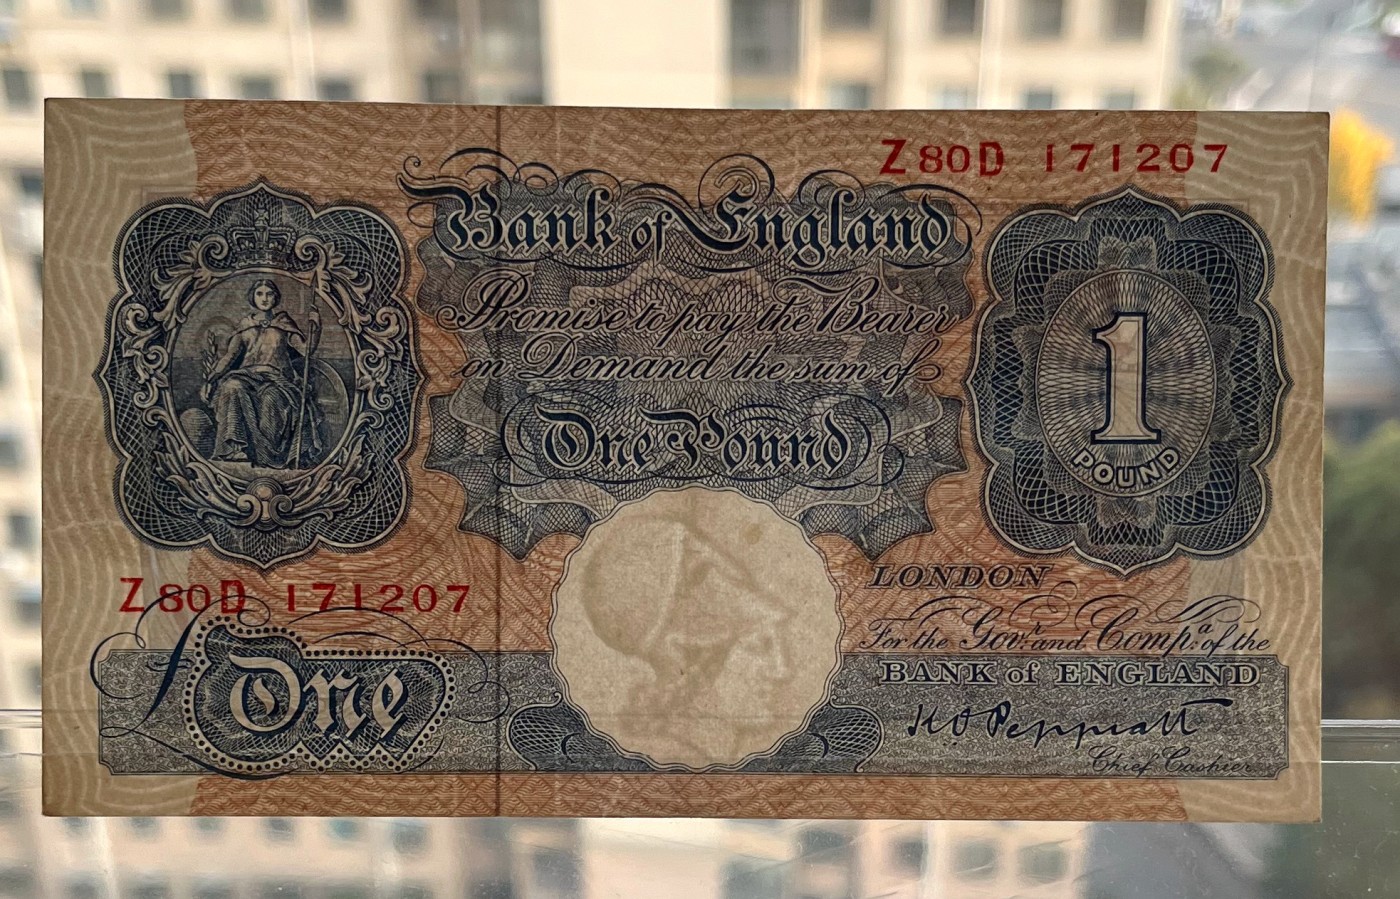 Z80D 171207
Bank of England
Promise to pay the Bearer
on Demand the sum of
One Pound
1
POUND
Z80D 171207
£One
LONDON
For the Govr. and Compa. of the
BANK of ENGLAND
K O Peppiatt
Chief Cashier